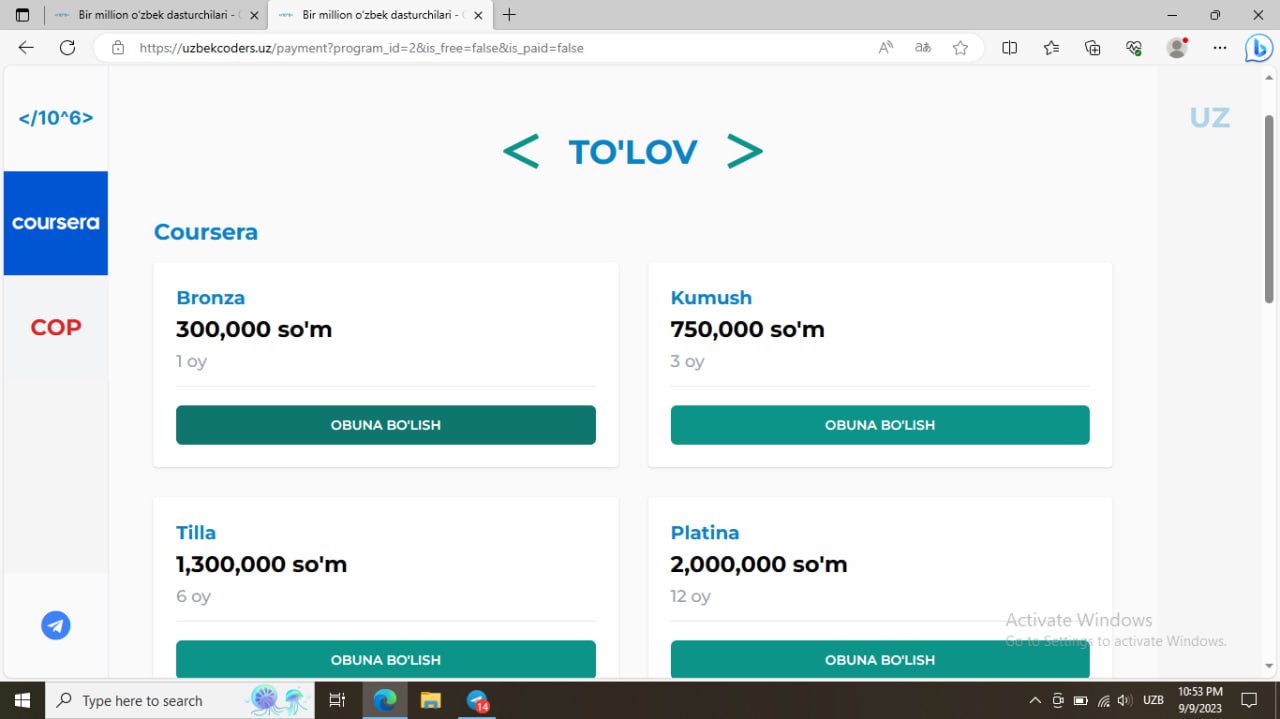 Bir million o'zbek dasturchilari - (
Bir million o'zbek dasturchilari - (
https://uzbekcoders.uz/payment?program_id=2&is_free=false&is_paid=false
</10^6>
UZ
< TO'LOV >
coursera
Coursera
COP
Bronza
300,000 so'm
1 oy
OBUNA BO'LISH
Kumush
750,000 so'm
3 oy
OBUNA BO'LISH
Tilla
1,300,000 so'm
6 oy
OBUNA BO'LISH
Platina
2,000,000 so'm
12 oy
OBUNA BO'LISH
Activate Windows
Go to Settings to activate Windows.
Type here to search
14
UZB
10:53 PM
9/9/2023